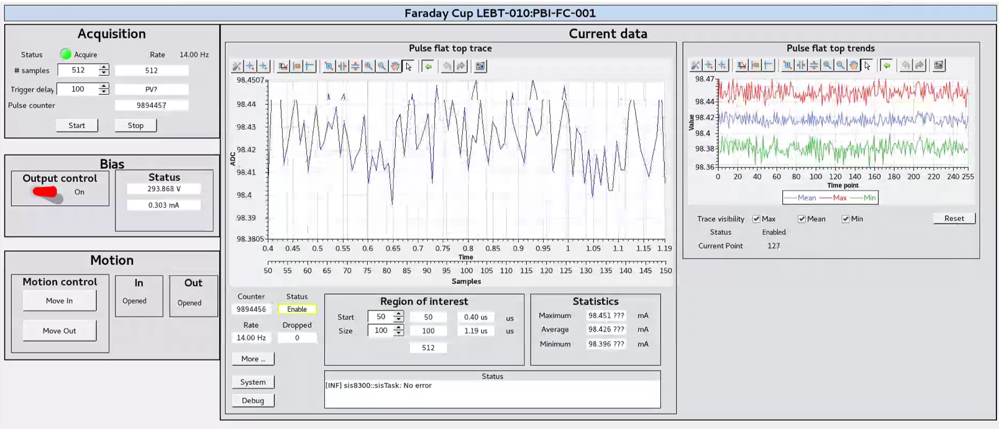 Faraday Cup LEBT-010:PBI-FC-001
Acquisition
Status Acquire Rate 14.00 Hz
# samples 512 512
Trigger delay 100 PV?
Pulse counter 9894457
Start Stop
Bias
Output control
On
Status
293.868 V
0.303 mA
Motion
Motion control
Move In
Move Out
In
Opened
Out
Opened
Current data
Pulse flat top trace
98.4507
98.44
98.43
98.42
98.41
98.4
98.39
98.3805
ADC
0.4 0.45 0.5 0.55 0.6 0.65 0.7 0.75 0.8 0.85 0.9 0.95 1 1.05 1.1 1.15 1.19
Time
50 55 60 65 70 75 80 85 90 95 100 105 110 115 120 125 130 135 140 145 150
Samples
Counter Status
9894456 Enable
Rate Dropped
14.00 Hz 0
More ..
System
Debug
Region of interest
Start 50 50 0.40 us us
Size 100 100 1.19 us us
512
Statistics
Maximum 98.451 ??? mA
Average 98.426 ??? mA
Minimum 98.396 ??? mA
Status
[INF] sis8300::sisTask: No error
Pulse flat top trends
98.47
98.44
98.42
98.4
98.38
98.36
Value
0 20 40 60 80 100 120 140 160 180 200 220 240 255
Time point
Mean Max Min
Trace visibility Max Mean Min Reset
Status Enabled
Current Point 127